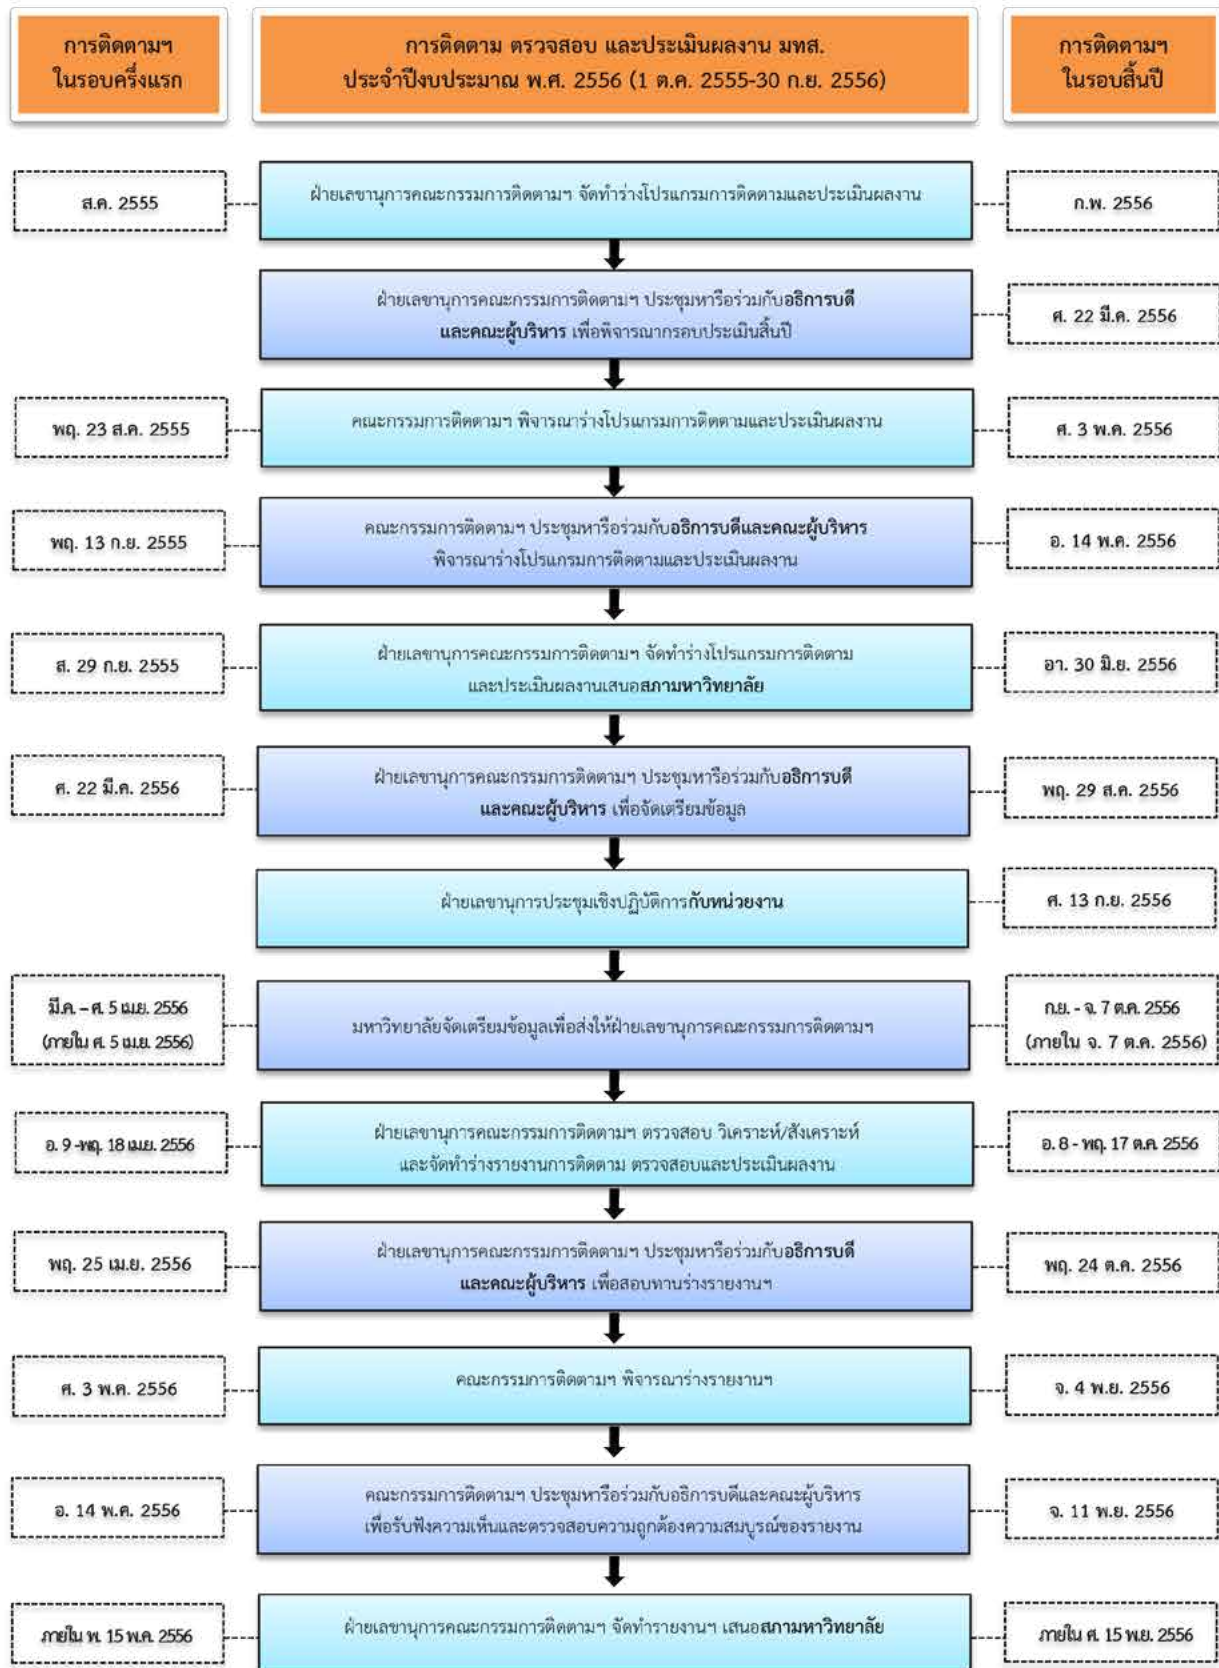 การติดตามฯ
ในรอบครึ่งแรก
การติดตาม ตรวจสอบ และประเมินผลงาน มทส.
ประจำปีงบประมาณ พ.ศ. 2556 (1 ต.ค. 2555-30 ก.ย. 2556)
การติดตามฯ
ในรอบสิ้นปี
ส.ค. 2555
ฝ่ายเลขานุการคณะกรรมการติดตามฯ จัดทำร่างโปรแกรมการติดตามและประเมินผลงาน
ก.พ. 2556
ฝ่ายเลขานุการคณะกรรมการติดตามฯ ประชุมหารือร่วมกับอธิการบดี
และคณะผู้บริหาร เพื่อพิจารณากรอบประเมินสิ้นปี
ศ. 22 มี.ค. 2556
พฤ. 23 ส.ค. 2555
คณะกรรมการติดตามฯ พิจารณาร่างโปรแกรมการติดตามและประเมินผลงาน
ศ. 3 พ.ค. 2556
พฤ. 13 ก.ย. 2555
คณะกรรมการติดตามฯ ประชุมหารือร่วมกับอธิการบดีและคณะผู้บริหาร
พิจารณาร่างโปรแกรมการติดตามและประเมินผลงาน
อ. 14 พ.ค. 2556
ส. 29 ก.ย. 2555
ฝ่ายเลขานุการคณะกรรมการติดตามฯ จัดทำร่างโปรแกรมการติดตาม
และประเมินผลงานเสนอสภามหาวิทยาลัย
อา. 30 มิ.ย. 2556
ศ. 22 มี.ค. 2556
ฝ่ายเลขานุการคณะกรรมการติดตามฯ ประชุมหารือร่วมกับอธิการบดี
และคณะผู้บริหาร เพื่อจัดเตรียมข้อมูล
พฤ. 29 ส.ค. 2556
ฝ่ายเลขานุการประชุมเชิงปฏิบัติการกับหน่วยงาน
ศ. 13 ก.ย. 2556
มี.ค. – ศ. 5 เม.ย. 2556
(ภายใน ศ. 5 เม.ย. 2556)
มหาวิทยาลัยจัดเตรียมข้อมูลเพื่อส่งให้ฝ่ายเลขานุการคณะกรรมการติดตามฯ
ก.ย. - จ. 7 ต.ค. 2556
(ภายใน จ. 7 ต.ค. 2556)
อ. 9 -พฤ. 18 เม.ย. 2556
ฝ่ายเลขานุการคณะกรรมการติดตามฯ ตรวจสอบ วิเคราะห์/สังเคราะห์
และจัดทำร่างรายงานการติดตาม ตรวจสอบและประเมินผลงาน
อ. 8 - พฤ. 17 ต.ค. 2556
พฤ. 25 เม.ย. 2556
ฝ่ายเลขานุการคณะกรรมการติดตามฯ ประชุมหารือร่วมกับอธิการบดี
และคณะผู้บริหาร เพื่อสอบทานร่างรายงานฯ
พฤ. 24 ต.ค. 2556
ศ. 3 พ.ค. 2556
คณะกรรมการติดตามฯ พิจารณาร่างรายงานฯ
จ. 4 พ.ย. 2556
อ. 14 พ.ค. 2556
คณะกรรมการติดตามฯ ประชุมหารือร่วมกับอธิการบดีและคณะผู้บริหาร
เพื่อรับฟังความเห็นและตรวจสอบความถูกต้องความสมบูรณ์ของรายงาน
จ. 11 พ.ย. 2556
ภายใน พ. 15 พ.ค. 2556
ฝ่ายเลขานุการคณะกรรมการติดตามฯ จัดทำรายงานฯ เสนอสภามหาวิทยาลัย
ภายใน ศ. 15 พ.ย. 2556